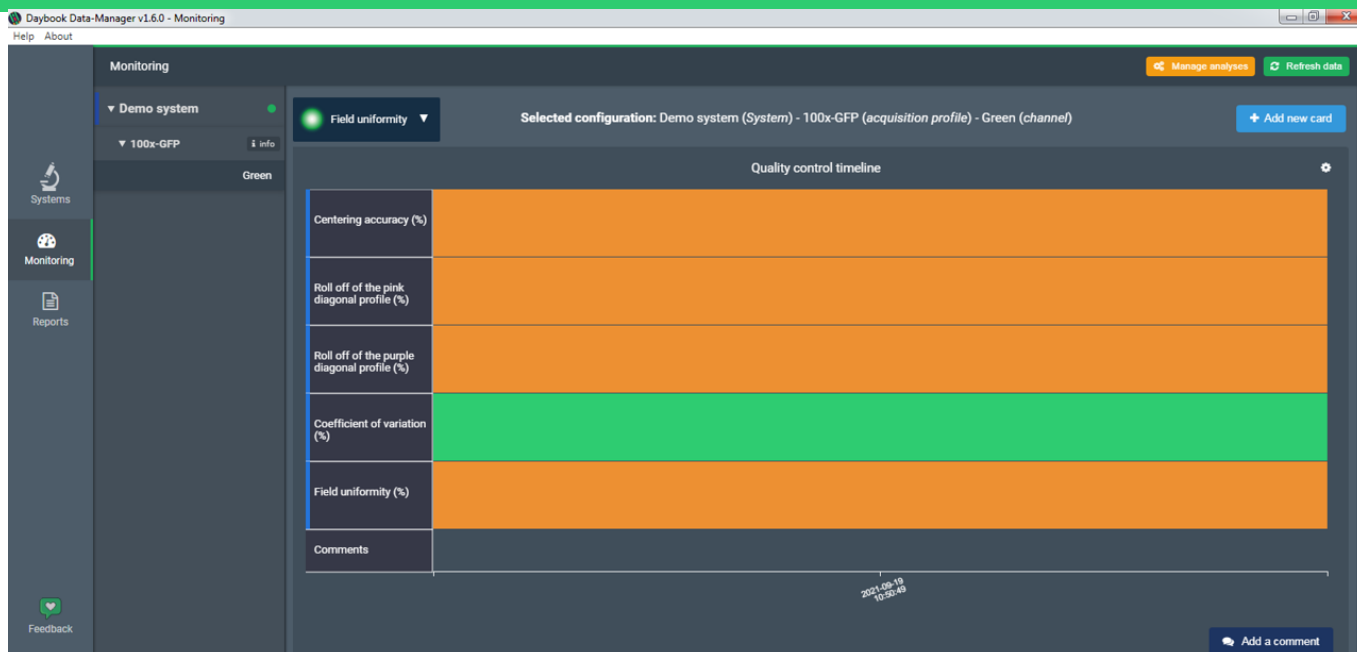 Daybook Data-Manager v1.6.0 - Monitoring
Help About
Monitoring
Manage analyses
Refresh data
Demo system
100x-GFP
info
Green
Systems
Monitoring
Reports
Feedback
Field uniformity
Selected configuration: Demo system (System) - 100x-GFP (acquisition profile) - Green (channel)
+ Add new card
Quality control timeline
Centering accuracy (%)
Roll off of the pink
diagonal profile (%)
Roll off of the purple
diagonal profile (%)
Coefficient of variation
(%)
Field uniformity (%)
Comments
2021-09-19
10:50:49
Add a comment